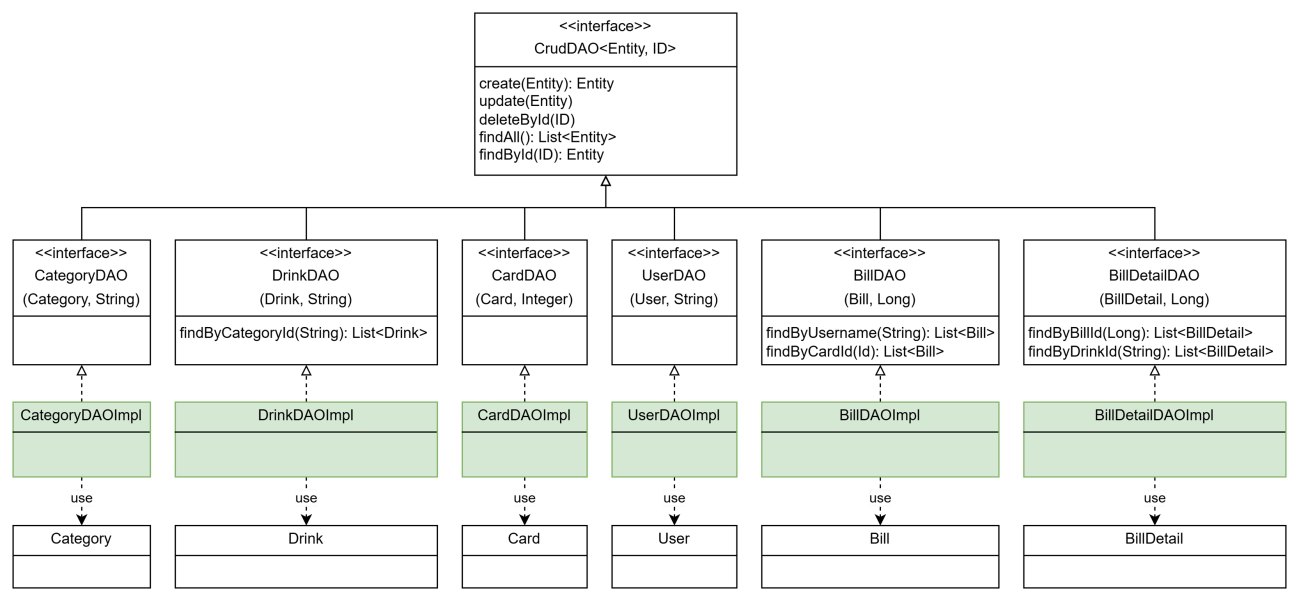 <<interface>>
CrudDAO<Entity, ID>
create(Entity): Entity
update(Entity)
deleteById(ID)
findAll(): List<Entity>
findById(ID): Entity
<<interface>>
CategoryDAO
(Category, String)
<<interface>>
DrinkDAO
(Drink, String)
findByCategoryId(String): List<Drink>
<<interface>>
CardDAO
(Card, Integer)
<<interface>>
UserDAO
(User, String)
<<interface>>
BillDAO
(Bill, Long)
findByUsername(String): List<Bill>
findByCardId(Id): List<Bill>
<<interface>>
BillDetailDAO
(BillDetail, Long)
findByBillId(Long): List<BillDetail>
findByDrinkId(String): List<BillDetail>
CategoryDAOImpl
DrinkDAOImpl
CardDAOImpl
UserDAOImpl
BillDAOImpl
BillDetailDAOImpl
use
use
use
use
use
use
Category
Drink
Card
User
Bill
BillDetail